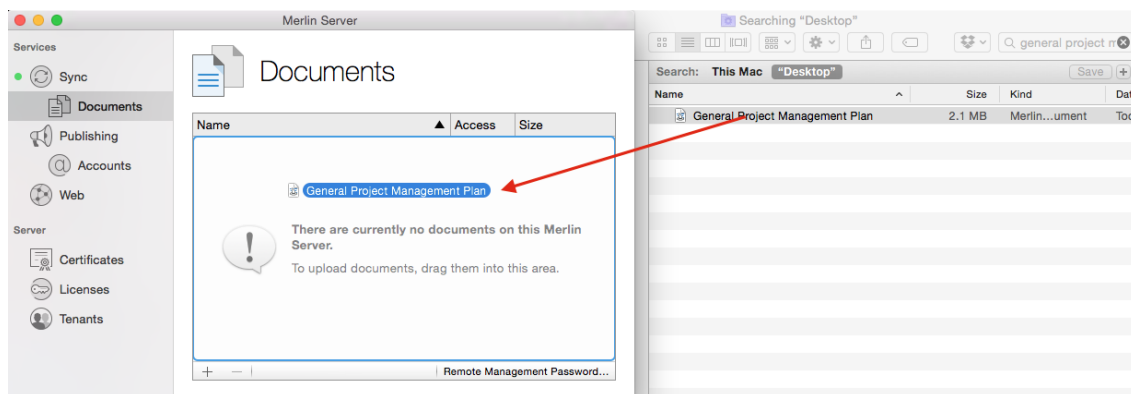 Merlin Server
Services
Sync
Documents
Publishing
Accounts
Web
Server
Certificates
Licenses
Tenants
Documents
Name Access Size
General Project Management Plan
There are currently no documents on this Merlin
Server.
To upload documents, drag them into this area.
Remote Management Password...
Searching “Desktop”
general project m
Search: This Mac “Desktop” Save
Name Size Kind Dat
General Project Management Plan 2.1 MB Merlin...ument Toc